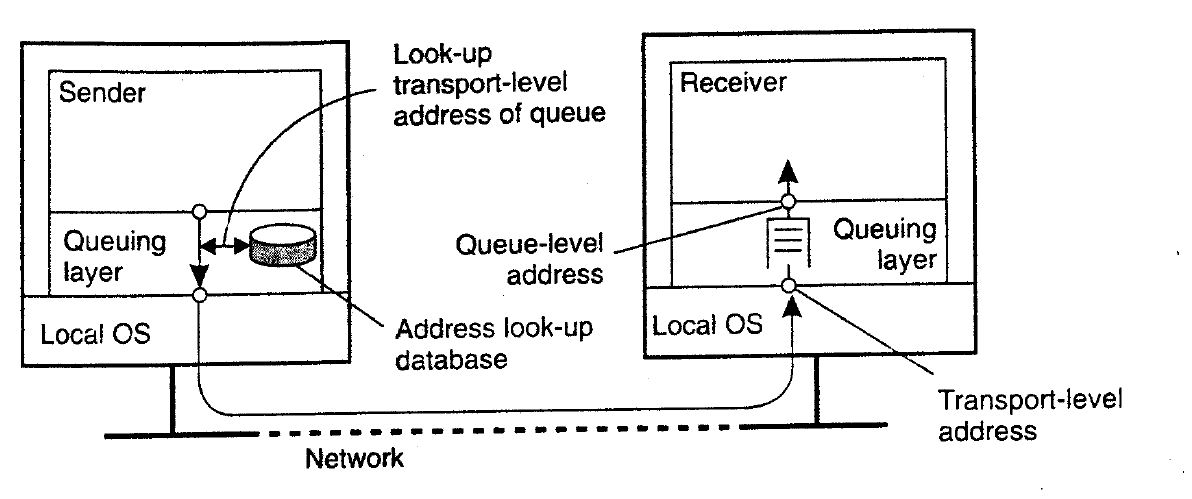 Look-up
transport-level
address of queue
Sender
Receiver
Queuing
layer
Queue-level
address
Queuing
layer
Local OS
Address look-up
database
Local OS
Transport-level
address
Network